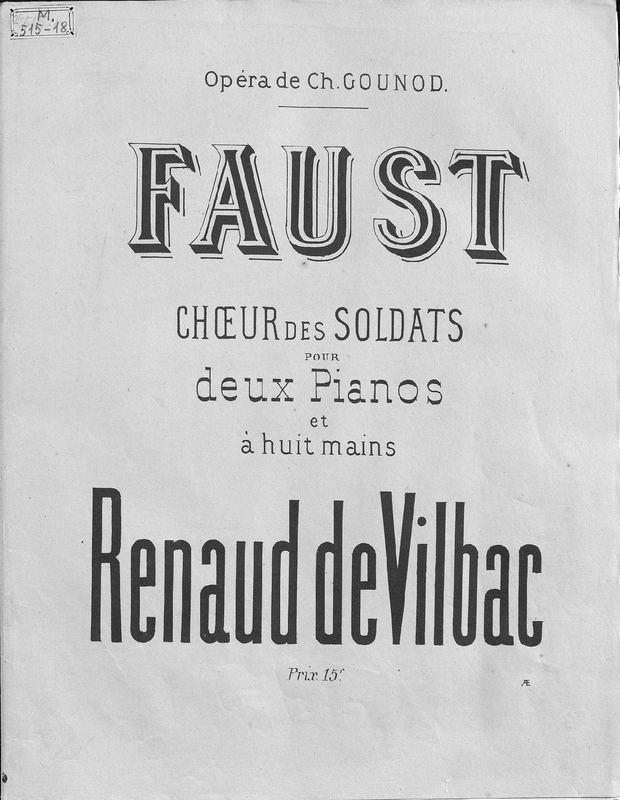 M.
515-18
Opéra de Ch. GOUNOD.
FAUST
CHŒUR DES SOLDATS
POUR
deux Pianos
et
à huit mains
Renaud de Vilbac
Prix 15f
Æ